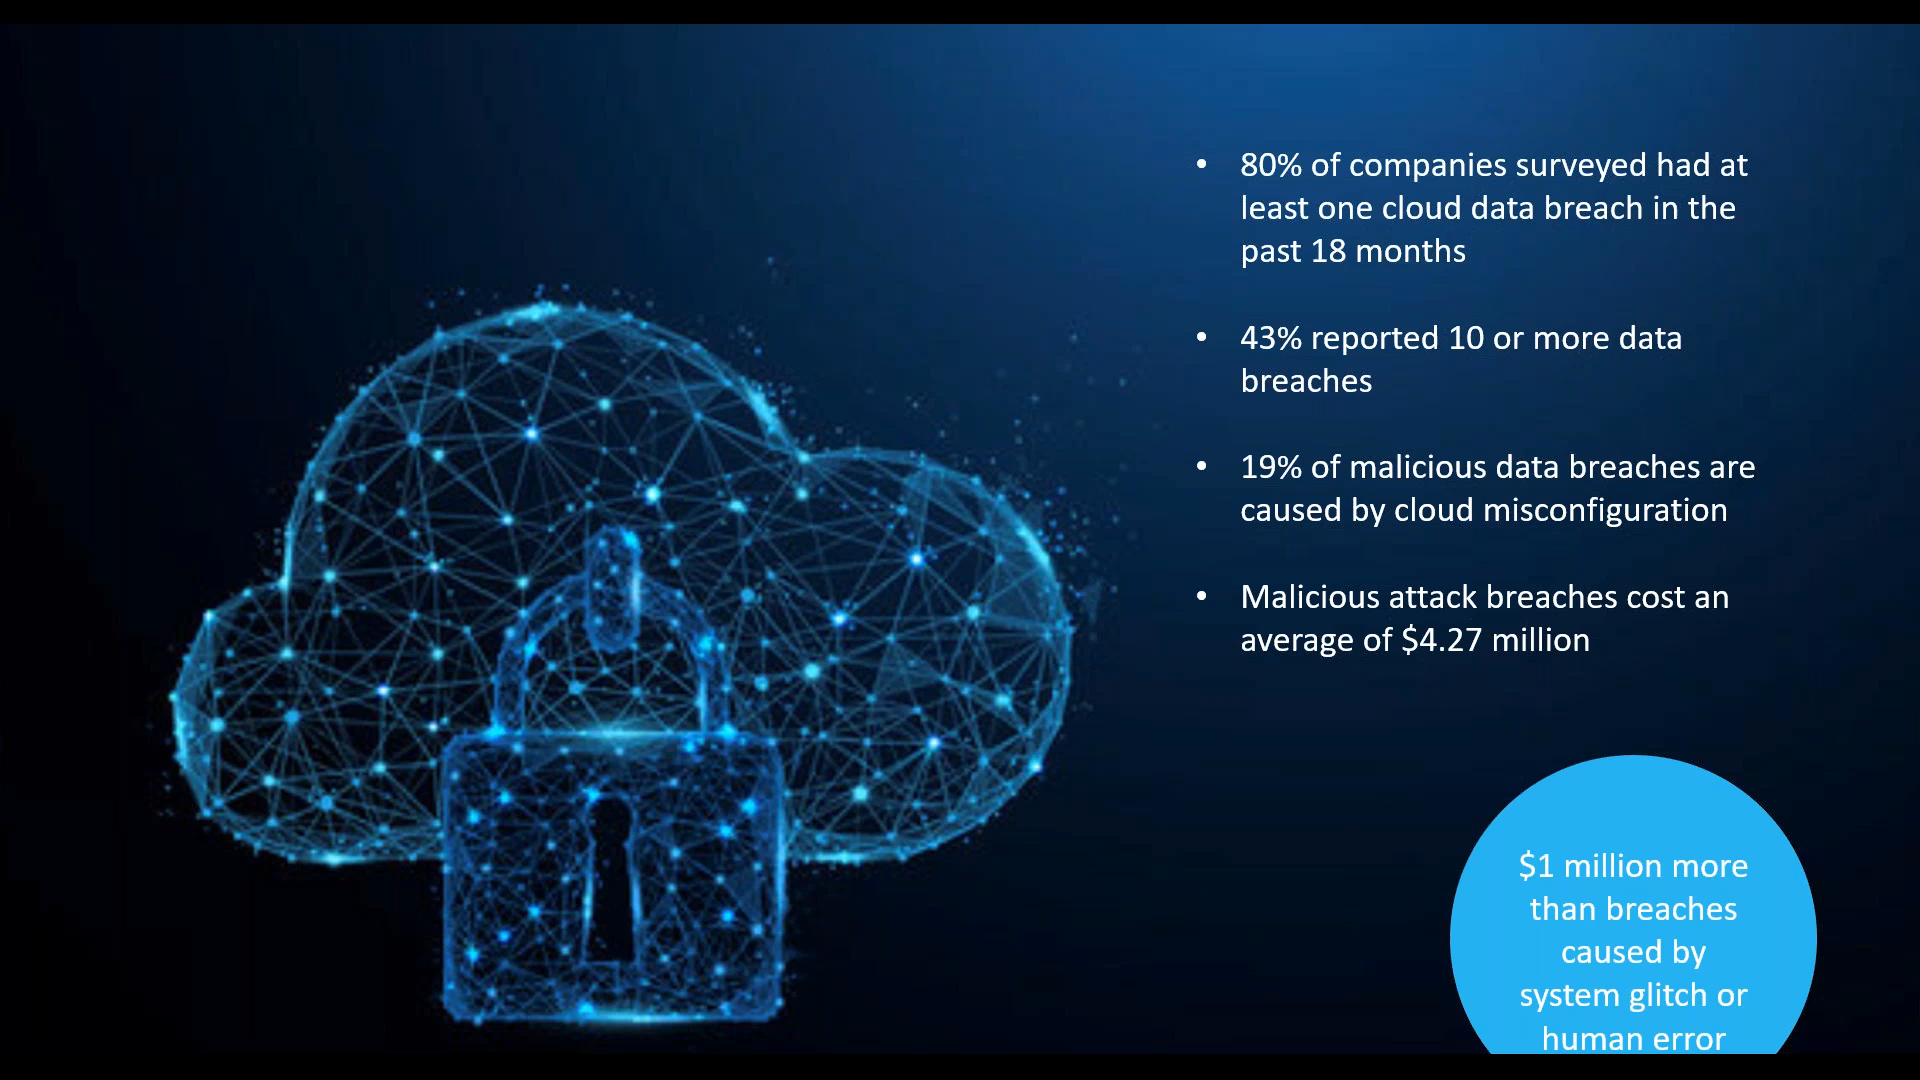 • 80% of companies surveyed had at
least one cloud data breach in the
past 18 months
• 43% reported 10 or more data
breaches
• 19% of malicious data breaches are
caused by cloud misconfiguration
• Malicious attack breaches cost an
average of $4.27 million
$1 million more
than breaches
caused by
system glitch or
human error